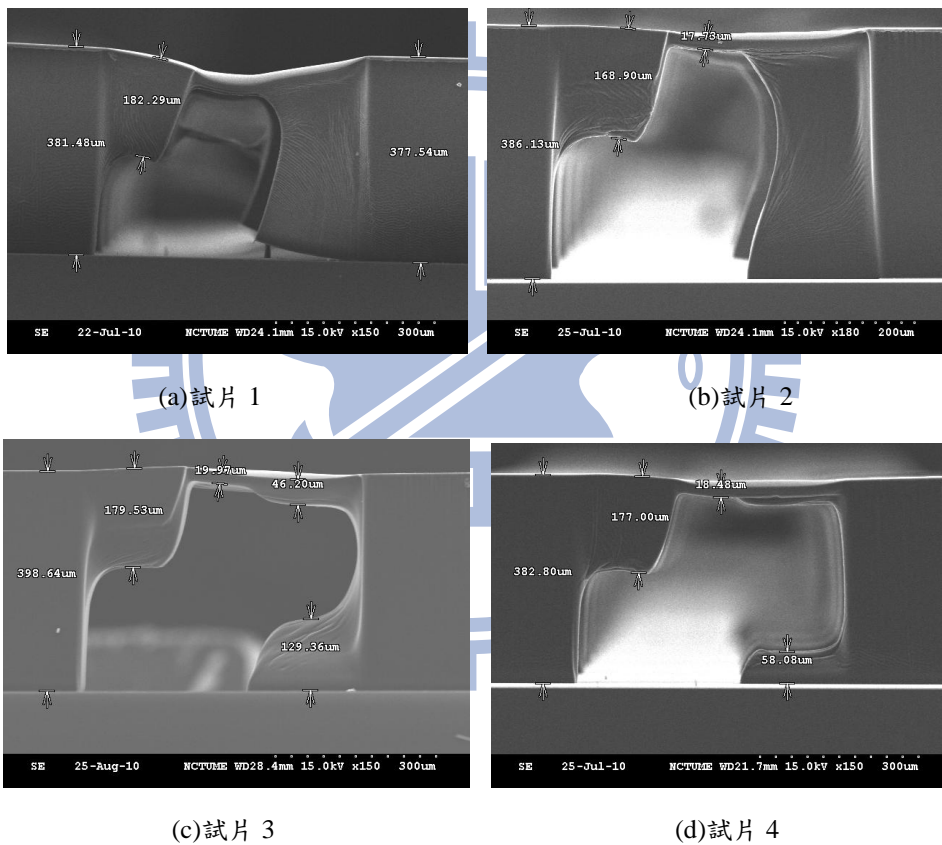 182.29um
381.48um
377.54um
SE 22-Jul-10 NCTUME WD24.1mm 15.0kV x150 300um
(a)試片 1
17.73um
168.90um
386.13um
SE 25-Jul-10 NCTUME WD24.1mm 15.0kV x180 200um
(b)試片 2
19.97um
46.20um
179.53um
398.64um
129.36um
SE 25-Aug-10 NCTUME WD28.4mm 15.0kV x150 300um
(c)試片 3
18.48um
177.00um
382.80um
58.08um
SE 25-Jul-10 NCTUME WD21.7mm 15.0kV x150 300um
(d)試片 4